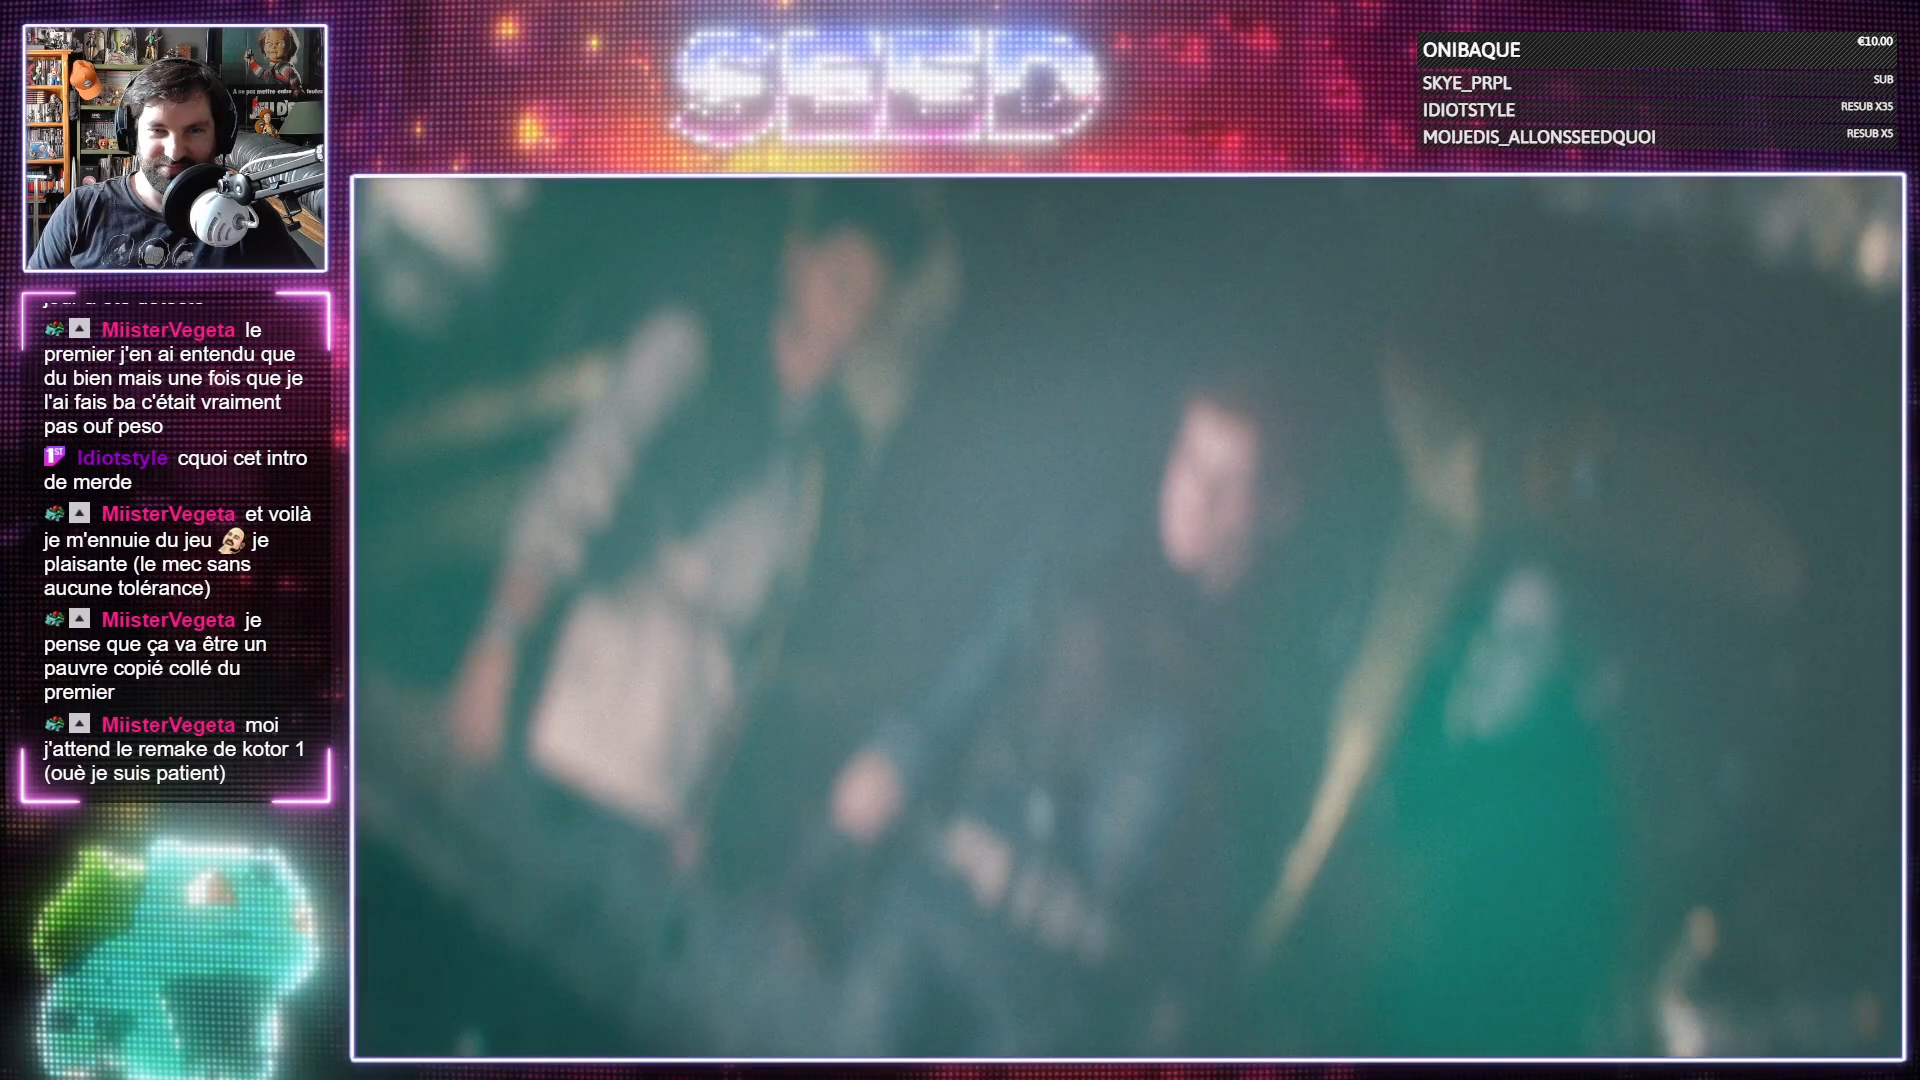 SEED
ONIBAQUE €10.00
SKYE_PRPL SUB
IDIOTSTYLE RESUB X35
MOIJEDIS_ALLONSSEEDQUOI RESUB X5
MiisterVegeta le
premier j'en ai entendu que
du bien mais une fois que je
l'ai fais ba c'était vraiment
pas ouf peso
1ST Idiotstyle cquoi cet intro
de merde
MiisterVegeta et voilà
je m'ennuie du jeu je
plaisante (le mec sans
aucune tolérance)
MiisterVegeta je
pense que ça va être un
pauvre copié collé du
premier
MiisterVegeta moi
j'attend le remake de kotor 1
(ouè je suis patient)